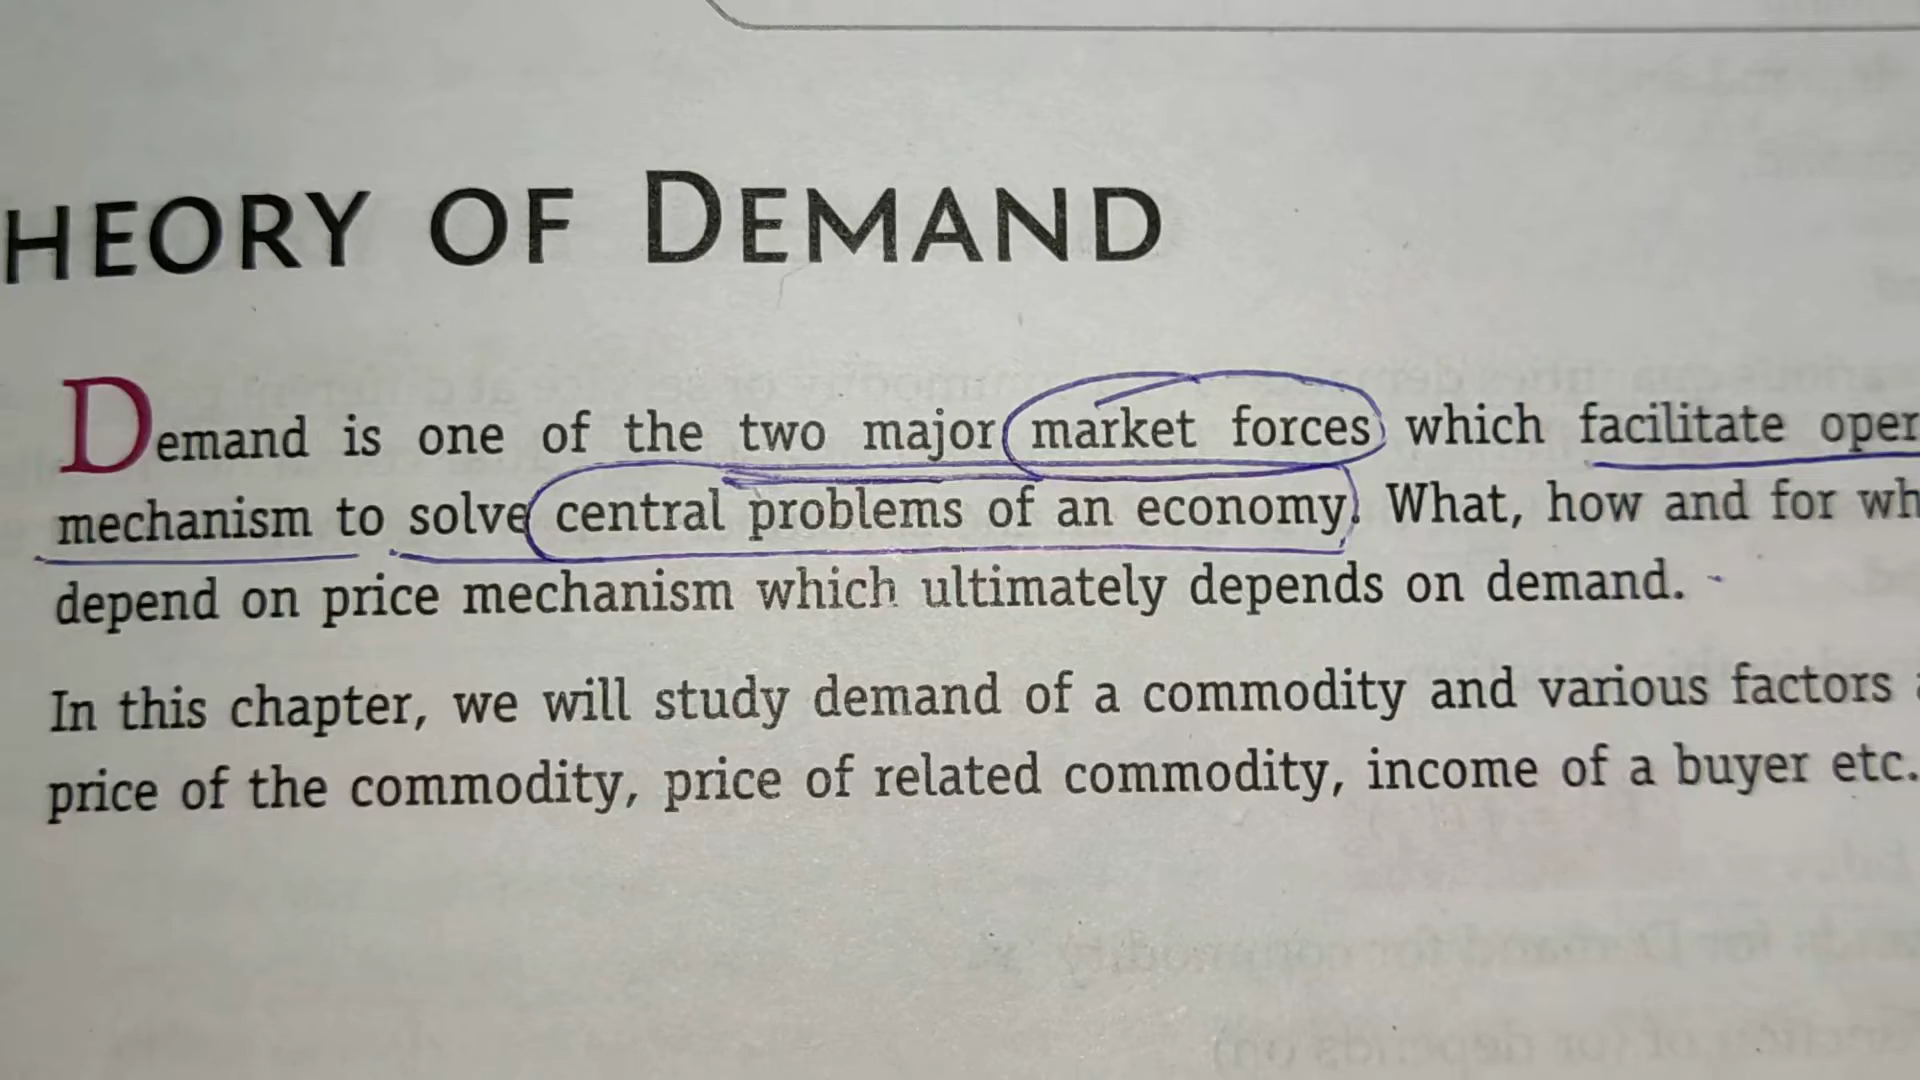 HEORY OF DEMAND
Demand is one of the two major market forces which facilitate oper
mechanism to solve central problems of an economy. What, how and for wh
depend on price mechanism which ultimately depends on demand.
In this chapter, we will study demand of a commodity and various factors
price of the commodity, price of related commodity, income of a buyer etc.